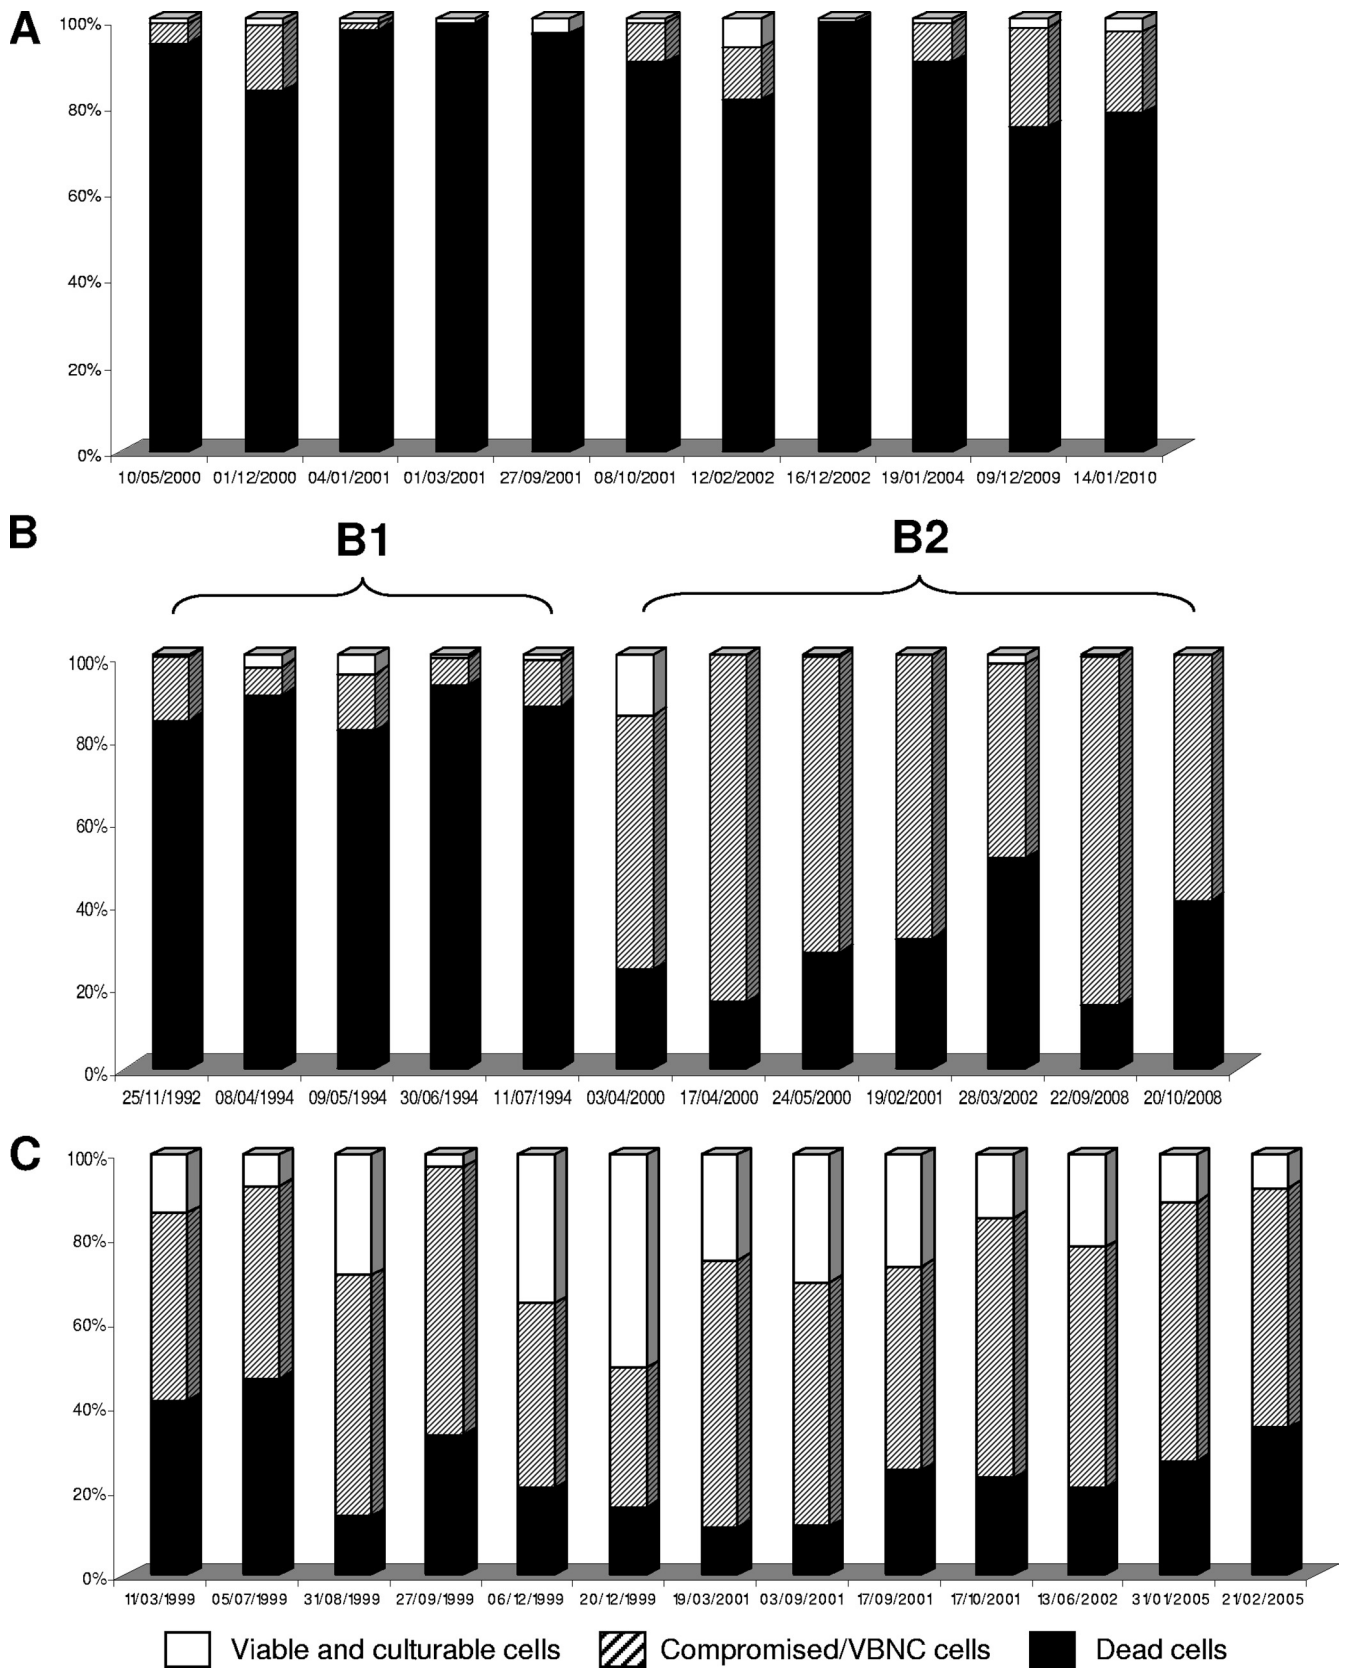 A
100%
80%
60%
40%
20%
0%
10/05/2000 01/12/2000 04/01/2001 01/03/2001 27/09/2001 08/10/2001 12/02/2002 16/12/2002 19/01/2004 09/12/2009 14/01/2010
B
B1 B2
100%
80%
60%
40%
20%
0%
25/11/1992 08/04/1994 09/05/1994 30/06/1994 11/07/1994 03/04/2000 17/04/2000 24/05/2000 19/02/2001 28/03/2002 22/09/2008 20/10/2008
C
100%
80%
60%
40%
20%
0%
11/03/1999 05/07/1999 31/08/1999 27/09/1999 06/12/1999 20/12/1999 19/03/2001 03/09/2001 17/09/2001 17/10/2001 13/06/2002 31/01/2005 21/02/2005
Viable and culturable cells Compromised/VBNC cells Dead cells